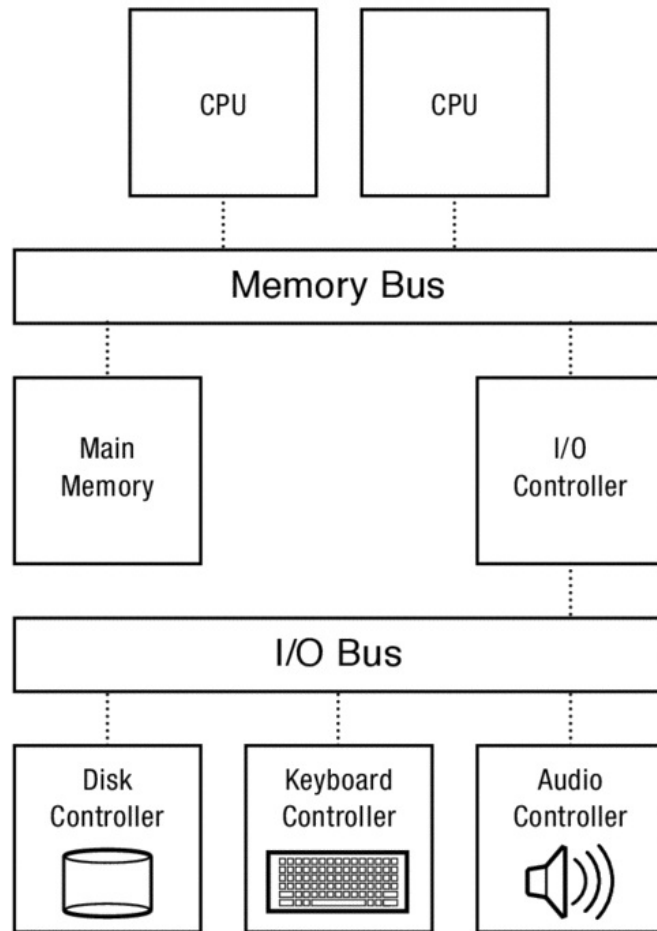 CPU
CPU
Memory Bus
Main
Memory
I/O
Controller
I/O Bus
Disk
Controller
Keyboard
Controller
Audio
Controller